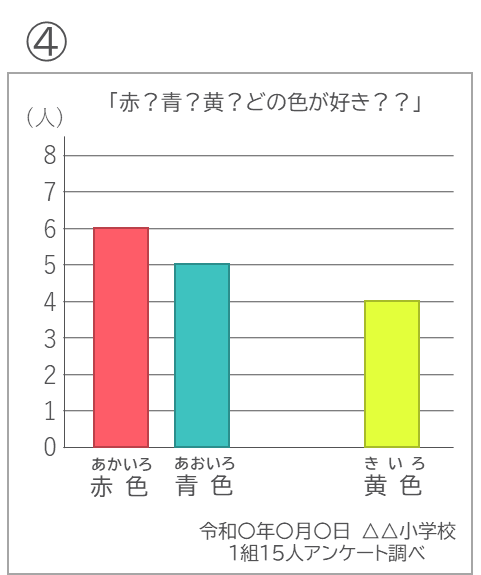 ④
「赤？青？黄？どの色が好き？？」
(人)
8
7
6
5
4
3
2
1
0
あかいろ あおいろ きいろ
赤色 青色 黄色
令和〇年〇月〇日 △△小学校
1組15人アンケート調べ